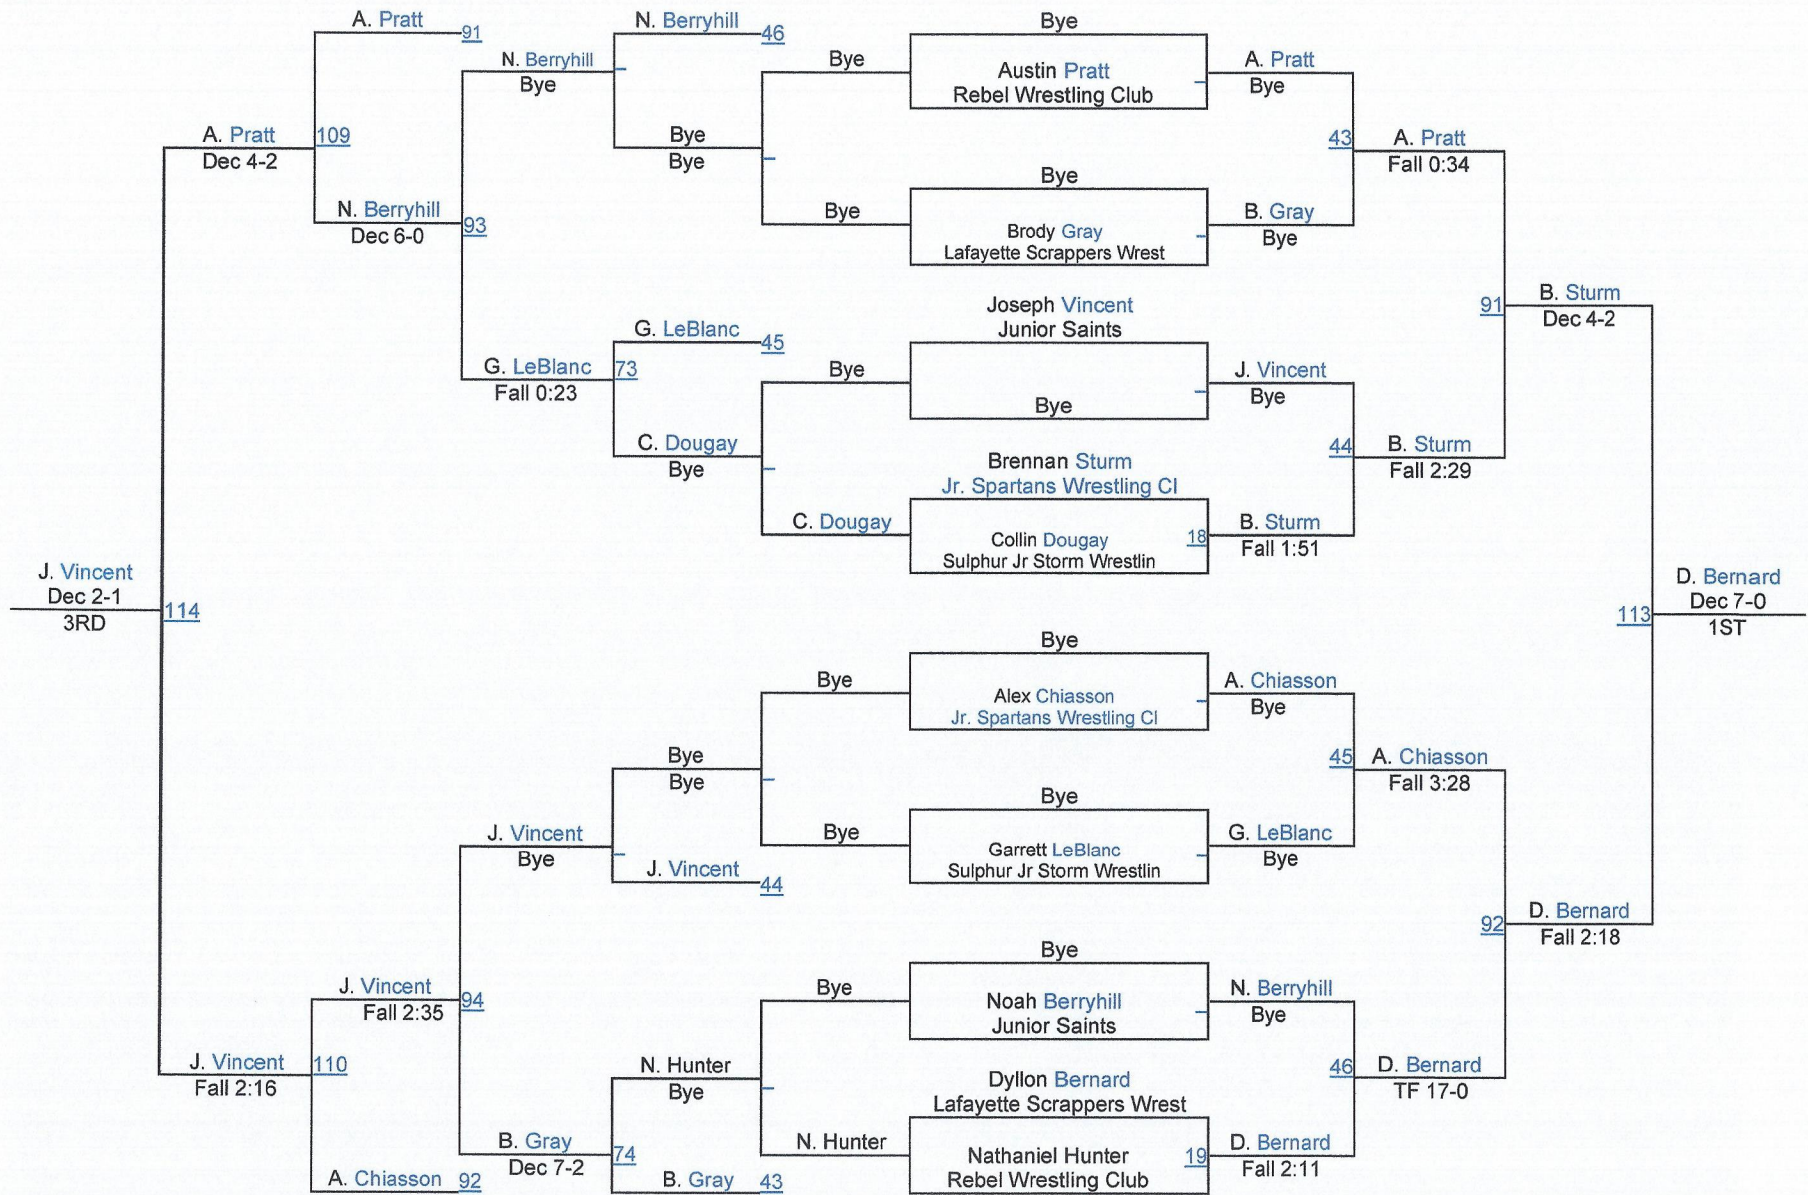 A. Pratt
91
A. Pratt
109
Dec 4-2
N. Berryhill
93
Dec 6-0
N. Berryhill
Bye
-
N. Berryhill
46
Bye
Bye
-
G. LeBlanc
73
Fall 0:23
G. LeBlanc
45
C. Dougay
Bye
-
J. Vincent
Dec 2-1
3RD
114
J. Vincent
110
Fall 2:16
J. Vincent
94
Fall 2:35
A. Chiasson
92
J. Vincent
Bye
-
Bye
Bye
-
J. Vincent
44
B. Gray
74
Dec 7-2
N. Hunter
Bye
-
B. Gray
43
Bye
Bye
Bye
C. Dougay
Bye
Bye
Bye
N. Hunter
Bye
Austin Pratt
-
Rebel Wrestling Club
Bye
Brody Gray
-
Lafayette Scrappers Wrest
Joseph Vincent
Junior Saints
-
Bye
Brennan Sturm
Jr. Spartans Wrestling Cl
Collin Dougay
18
Sulphur Jr Storm Wrestlin
Bye
Alex Chiasson
-
Jr. Spartans Wrestling Cl
Bye
Garrett LeBlanc
-
Sulphur Jr Storm Wrestlin
Bye
Noah Berryhill
-
Junior Saints
Dyllon Bernard
Lafayette Scrappers Wrest
Nathaniel Hunter
19
Rebel Wrestling Club
A. Pratt
Bye
B. Gray
Bye
J. Vincent
Bye
B. Sturm
Fall 1:51
A. Chiasson
Bye
G. LeBlanc
Bye
N. Berryhill
Bye
D. Bernard
Fall 2:11
43
A. Pratt
Fall 0:34
44
B. Sturm
Fall 2:29
45
A. Chiasson
Fall 3:28
46
D. Bernard
TF 17-0
91
B. Sturm
Dec 4-2
92
D. Bernard
Fall 2:18
113
D. Bernard
Dec 7-0
1ST